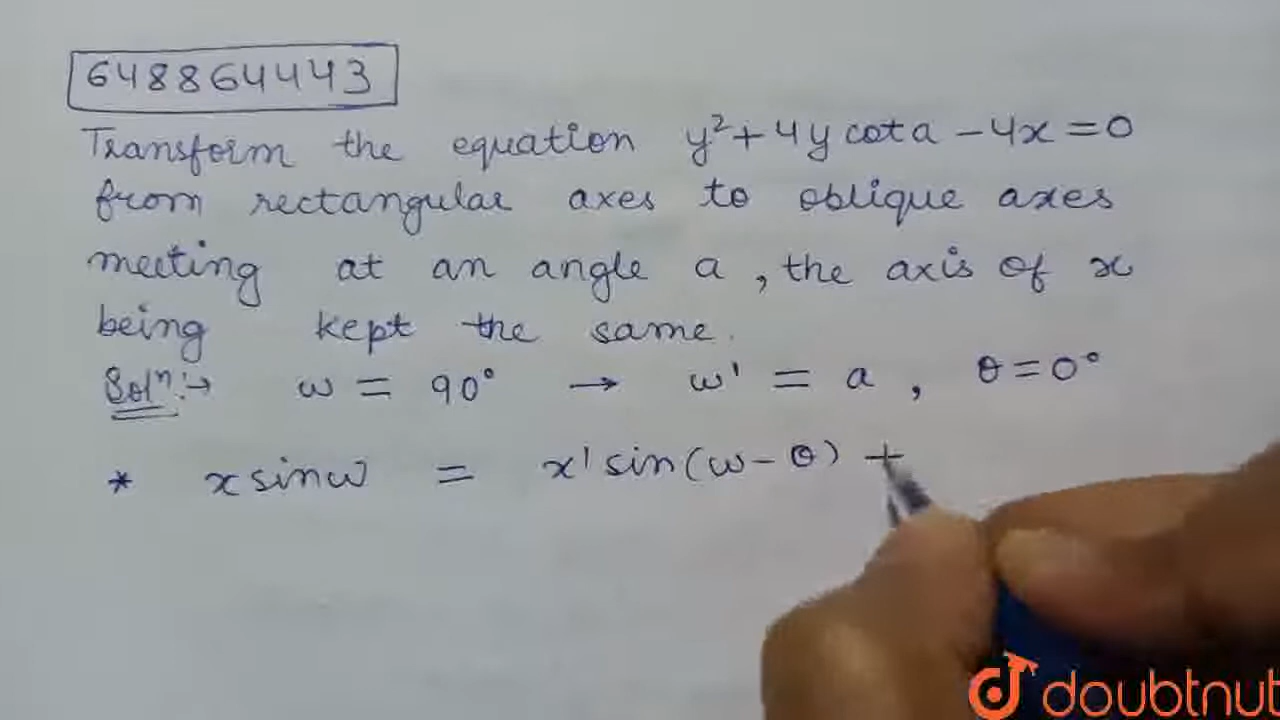 648864443
Transform the equation y²+4y cot a -4x=0
from rectangular axes to oblique axes
meeting at an angle a, the axis of x
being kept the same.
Solⁿ:→ w = 90° → w' = a, θ=0°
* x sinw = x' sin(w-θ) +
doubtnut